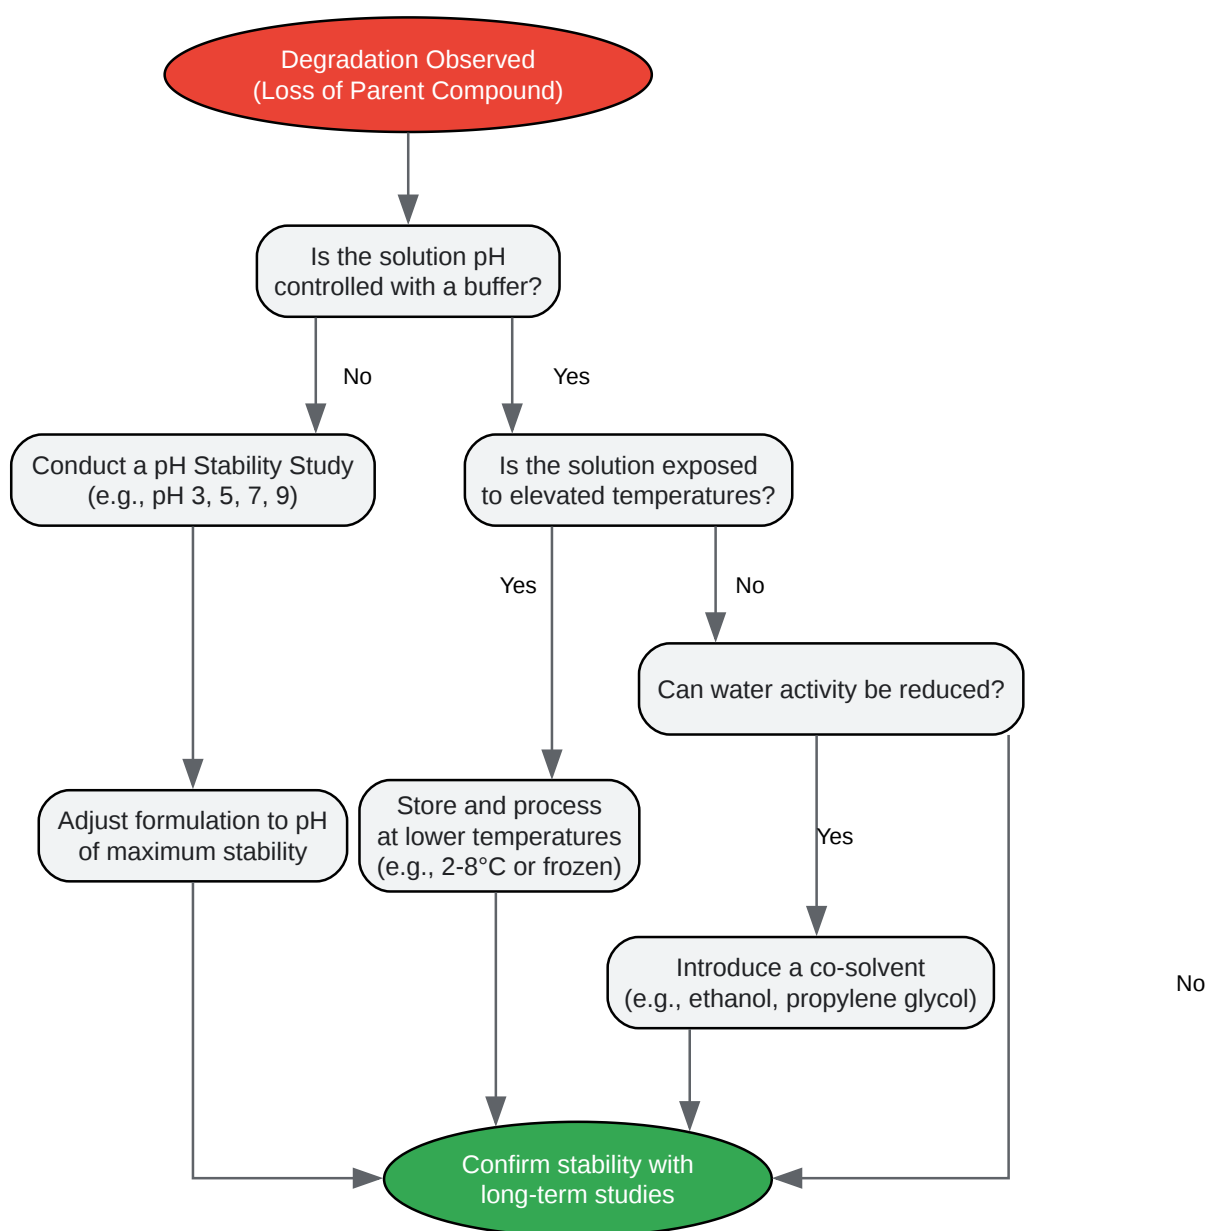 Degradation Observed
(Loss of Parent Compound)
Is the solution pH
controlled with a buffer?
No
Yes
Conduct a pH Stability Study
(e.g., pH 3, 5, 7, 9)
Is the solution exposed
to elevated temperatures?
Yes
No
Can water activity be reduced?
Adjust formulation to pH
of maximum stability
Store and process
at lower temperatures
(e.g., 2-8°C or frozen)
Yes
Introduce a co-solvent
(e.g., ethanol, propylene glycol)
No
Confirm stability with
long-term studies